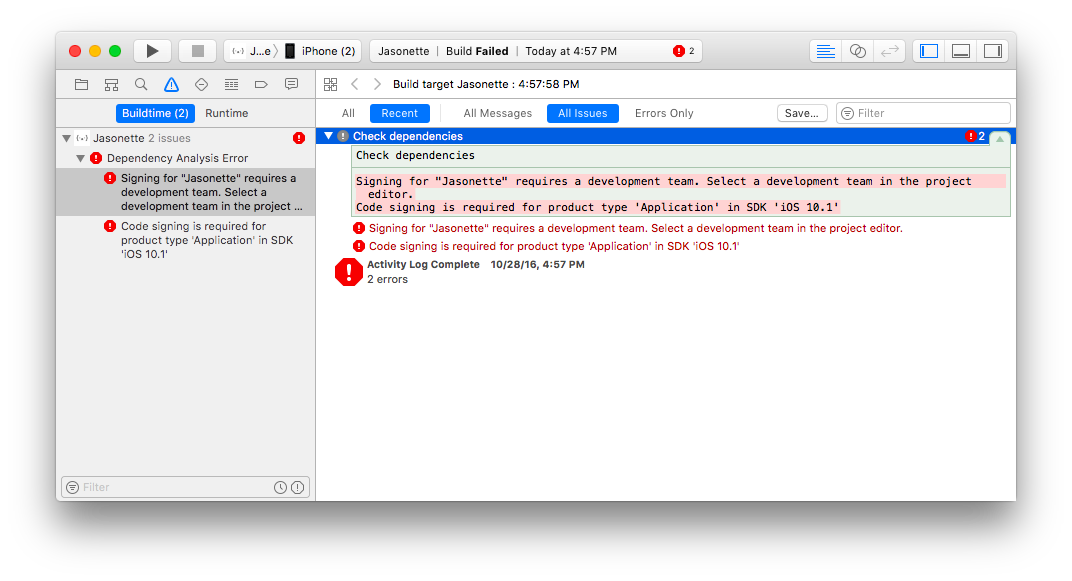 J...e 〉 iPhone (2)
Jasonette | Build Failed | Today at 4:57 PM
2
Build target Jasonette : 4:57:58 PM
Buildtime (2) Runtime
All Recent All Messages All Issues Errors Only Save... Filter
Jasonette 2 issues
Dependency Analysis Error
Signing for "Jasonette" requires a
development team. Select a
development team in the project ...
Code signing is required for
product type 'Application' in SDK
'iOS 10.1'
Filter
Check dependencies
2
Check dependencies
Signing for "Jasonette" requires a development team. Select a development team in the project
editor.
Code signing is required for product type 'Application' in SDK 'iOS 10.1'
Signing for "Jasonette" requires a development team. Select a development team in the project editor.
Code signing is required for product type 'Application' in SDK 'iOS 10.1'
Activity Log Complete 10/28/16, 4:57 PM
2 errors